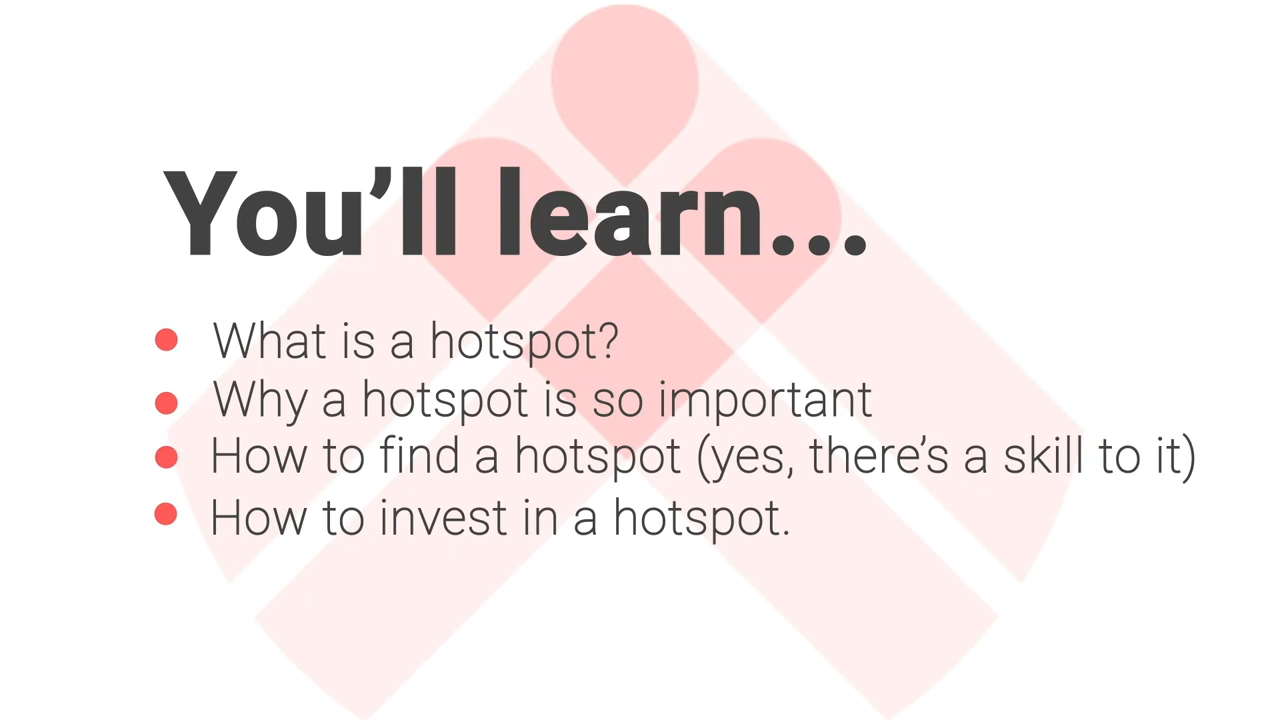 You’ll learn...
What is a hotspot?
Why a hotspot is so important
How to find a hotspot (yes, there’s a skill to it)
How to invest in a hotspot.